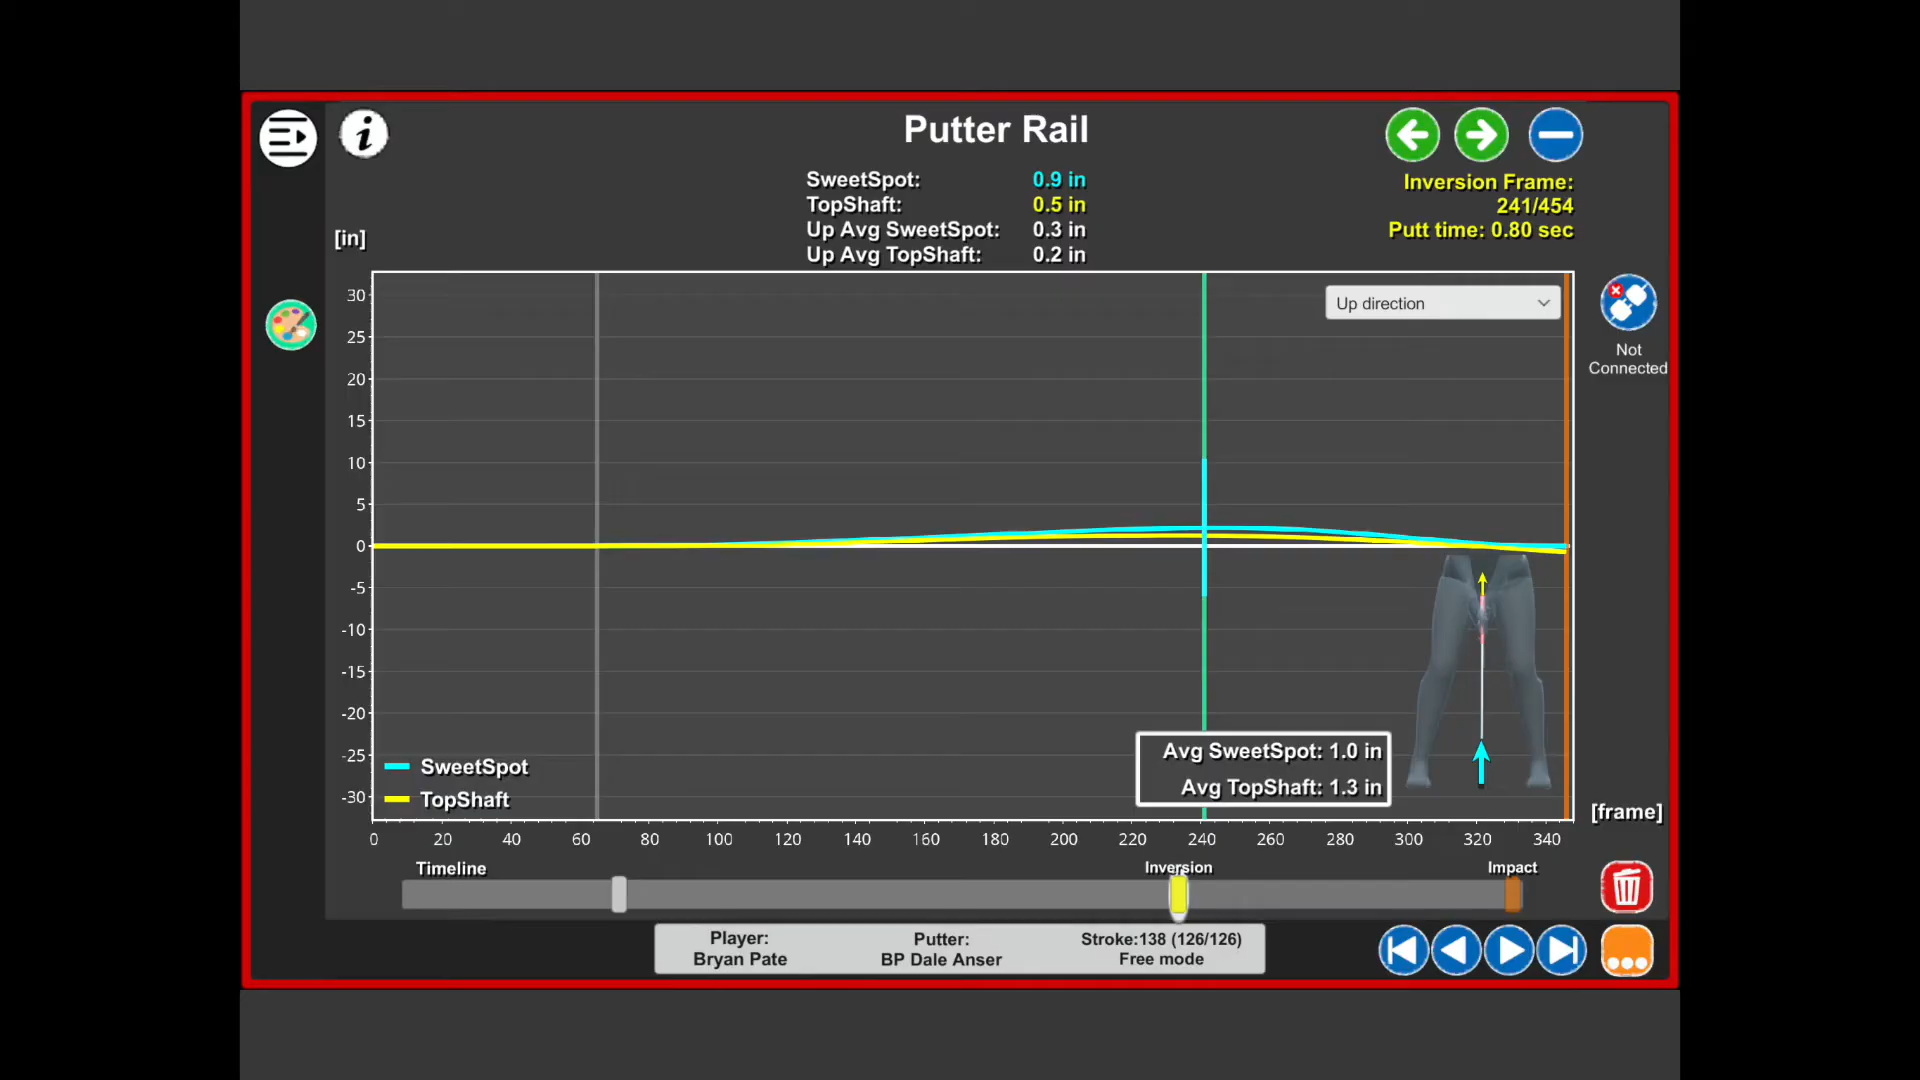 Putter Rail
SweetSpot: 0.9 in
TopShaft: 0.5 in
Up Avg SweetSpot: 0.3 in
Up Avg TopShaft: 0.2 in
Inversion Frame:
241/454
Putt time: 0.80 sec
[in]
Up direction
Not
Connected
30
25
20
15
10
5
0
-5
-10
-15
-20
-25
-30
SweetSpot
TopShaft
Avg SweetSpot: 1.0 in
Avg TopShaft: 1.3 in
[frame]
0 20 40 60 80 100 120 140 160 180 200 220 240 260 280 300 320 340
Timeline Inversion Impact
Player:
Bryan Pate
Putter:
BP Dale Anser
Stroke:138 (126/126)
Free mode